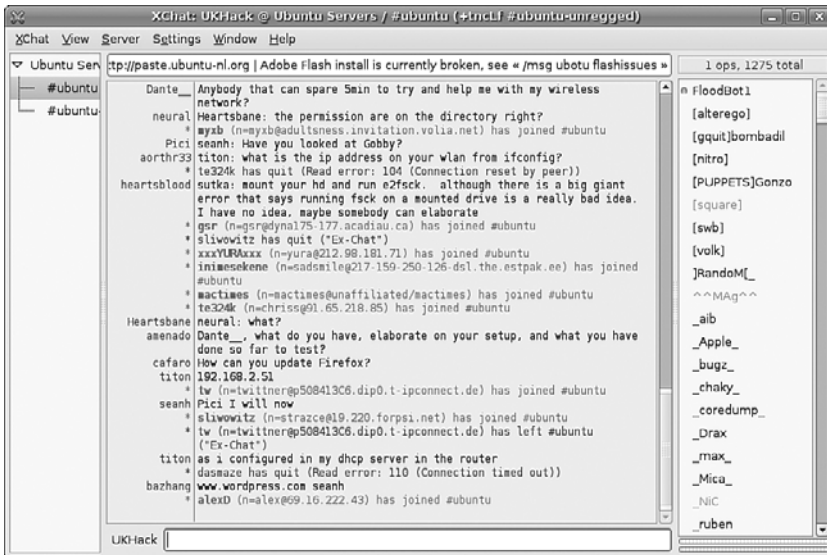 XChat: UKHack @ Ubuntu Servers / #ubuntu (+tncLf #ubuntu-unregged)
XChat View Server Settings Window Help
Ubuntu Serv
#ubuntu
#ubuntu-
ttp://paste.ubuntu-nl.org | Adobe Flash install is currently broken, see « /msg ubotu flashissues »
1 ops, 1275 total
Dante__ Anybody that can spare 5min to try and help me with my wireless
network?
neural Heartsbane: the permission are on the directory right?
* myxb (n=myxb@adultsness.invitation.volia.net) has joined #ubuntu
Pici seanh: Have you looked at Gobby?
aorthr33 titon: what is the ip address on your wlan from ifconfig?
* te324k has quit (Read error: 104 (Connection reset by peer))
heartsblood sutka: mount your hd and run e2fsck. although there is a big giant
error that says running fsck on a mounted drive is a really bad idea.
I have no idea, maybe somebody can elaborate
* gsr (n=gsr@dyna175-177.acadiau.ca) has joined #ubuntu
* sliwowitz has quit ("Ex-Chat")
* xxxYURAxxx (n=yura@212.98.181.71) has joined #ubuntu
* inimesekene (n=sadsmile@217-159-250-126-dsl.the.estpak.ee) has joined
#ubuntu
* mactimes (n=mactimes@unaffiliated/mactimes) has joined #ubuntu
* te324k (n=chriss@91.65.218.85) has joined #ubuntu
Heartsbane neural: what?
amenado Dante__, what do you have, elaborate on your setup, and what you have
done so far to test?
cafaro How can you update Firefox?
titon 192.168.2.51
* tw (n=twittner@p508413C6.dip0.t-ipconnect.de) has joined #ubuntu
seanh Pici I will now
* sliwowitz (n=strazce@19.220.forpsi.net) has joined #ubuntu
* tw (n=twittner@p508413C6.dip0.t-ipconnect.de) has left #ubuntu
("Ex-Chat")
titon as i configured in my dhcp server in the router
* dasmaze has quit (Read error: 110 (Connection timed out))
bazhang www.wordpress.com seanh
* alexD (n=alex@69.16.222.43) has joined #ubuntu
UKHack
FloodBot1
[alterego]
[gquit]bombadil
[nitro]
[PUPPETS]Gonzo
[square]
[swb]
[volk]
]RandoM[_
^^MAg^^
_aib
_Apple_
_bugz_
_chaky_
_coredump_
_Drax
_max_
_Mica_
_NiC
_ruben